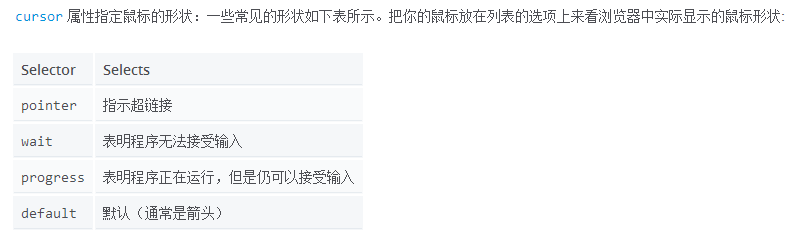 cursor 属性指定鼠标的形状：一些常见的形状如下表所示。把你的鼠标放在列表的选项上来看浏览器中实际显示的鼠标形状:
Selector Selects
pointer 指示超链接
wait 表明程序无法接受输入
progress 表明程序正在运行，但是仍可以接受输入
default 默认（通常是箭头）